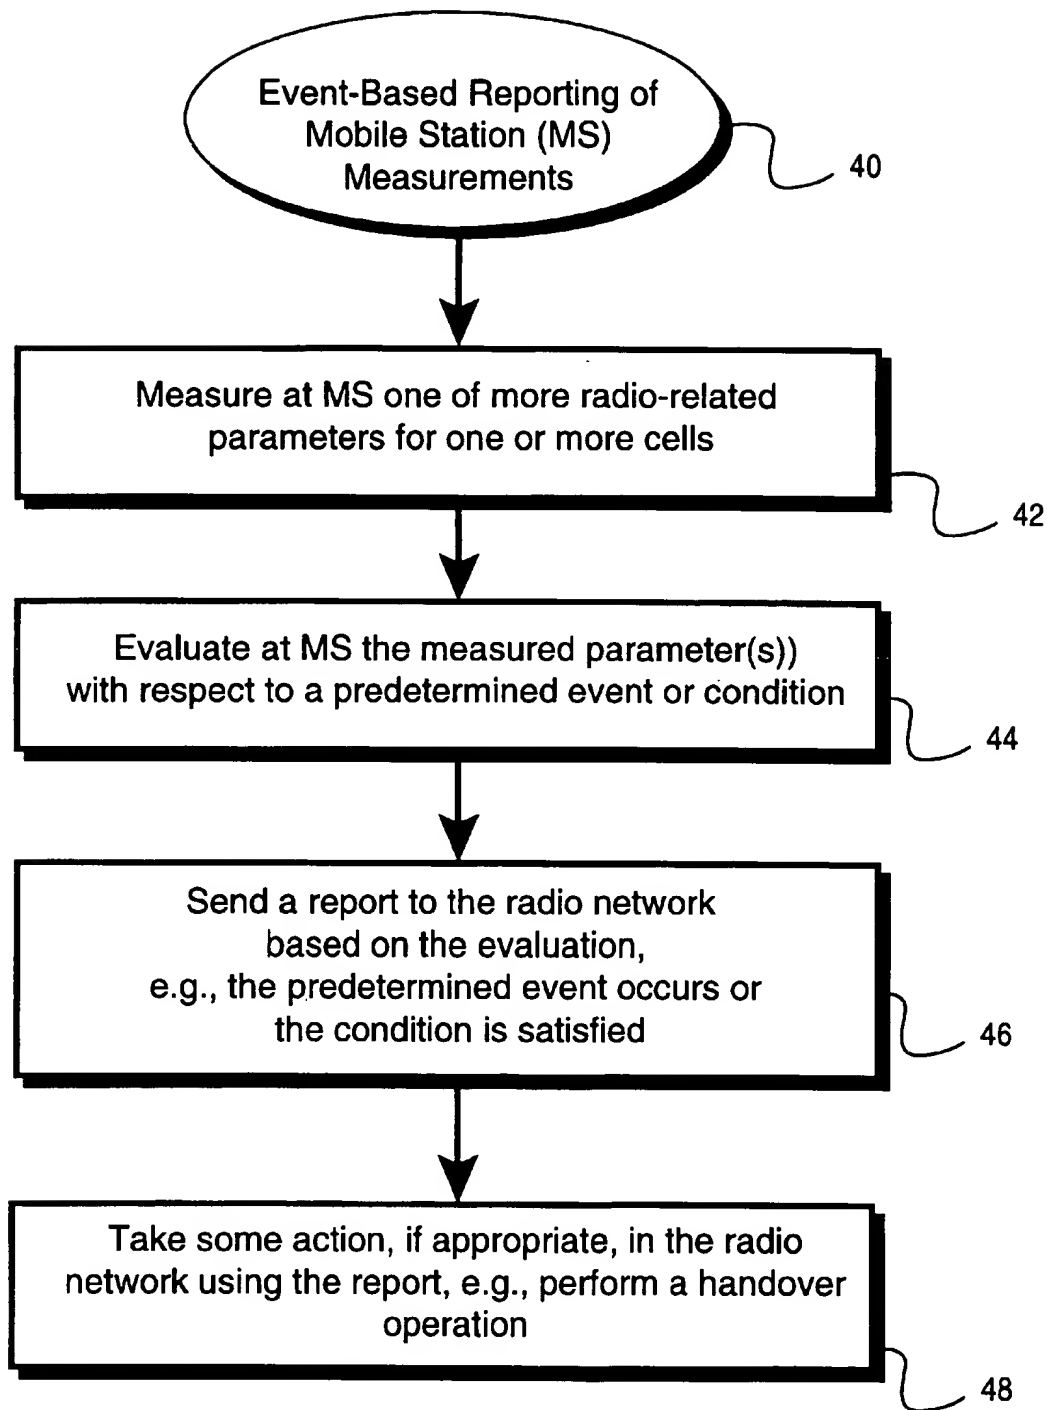 Event-Based Reporting of
Mobile Station (MS)
Measurements
40
Measure at MS one of more radio-related
parameters for one or more cells
42
Evaluate at MS the measured parameter(s))
with respect to a predetermined event or condition
44
Send a report to the radio network
based on the evaluation,
e.g., the predetermined event occurs or
the condition is satisfied
46
Take some action, if appropriate, in the radio
network using the report, e.g., perform a handover
operation
48